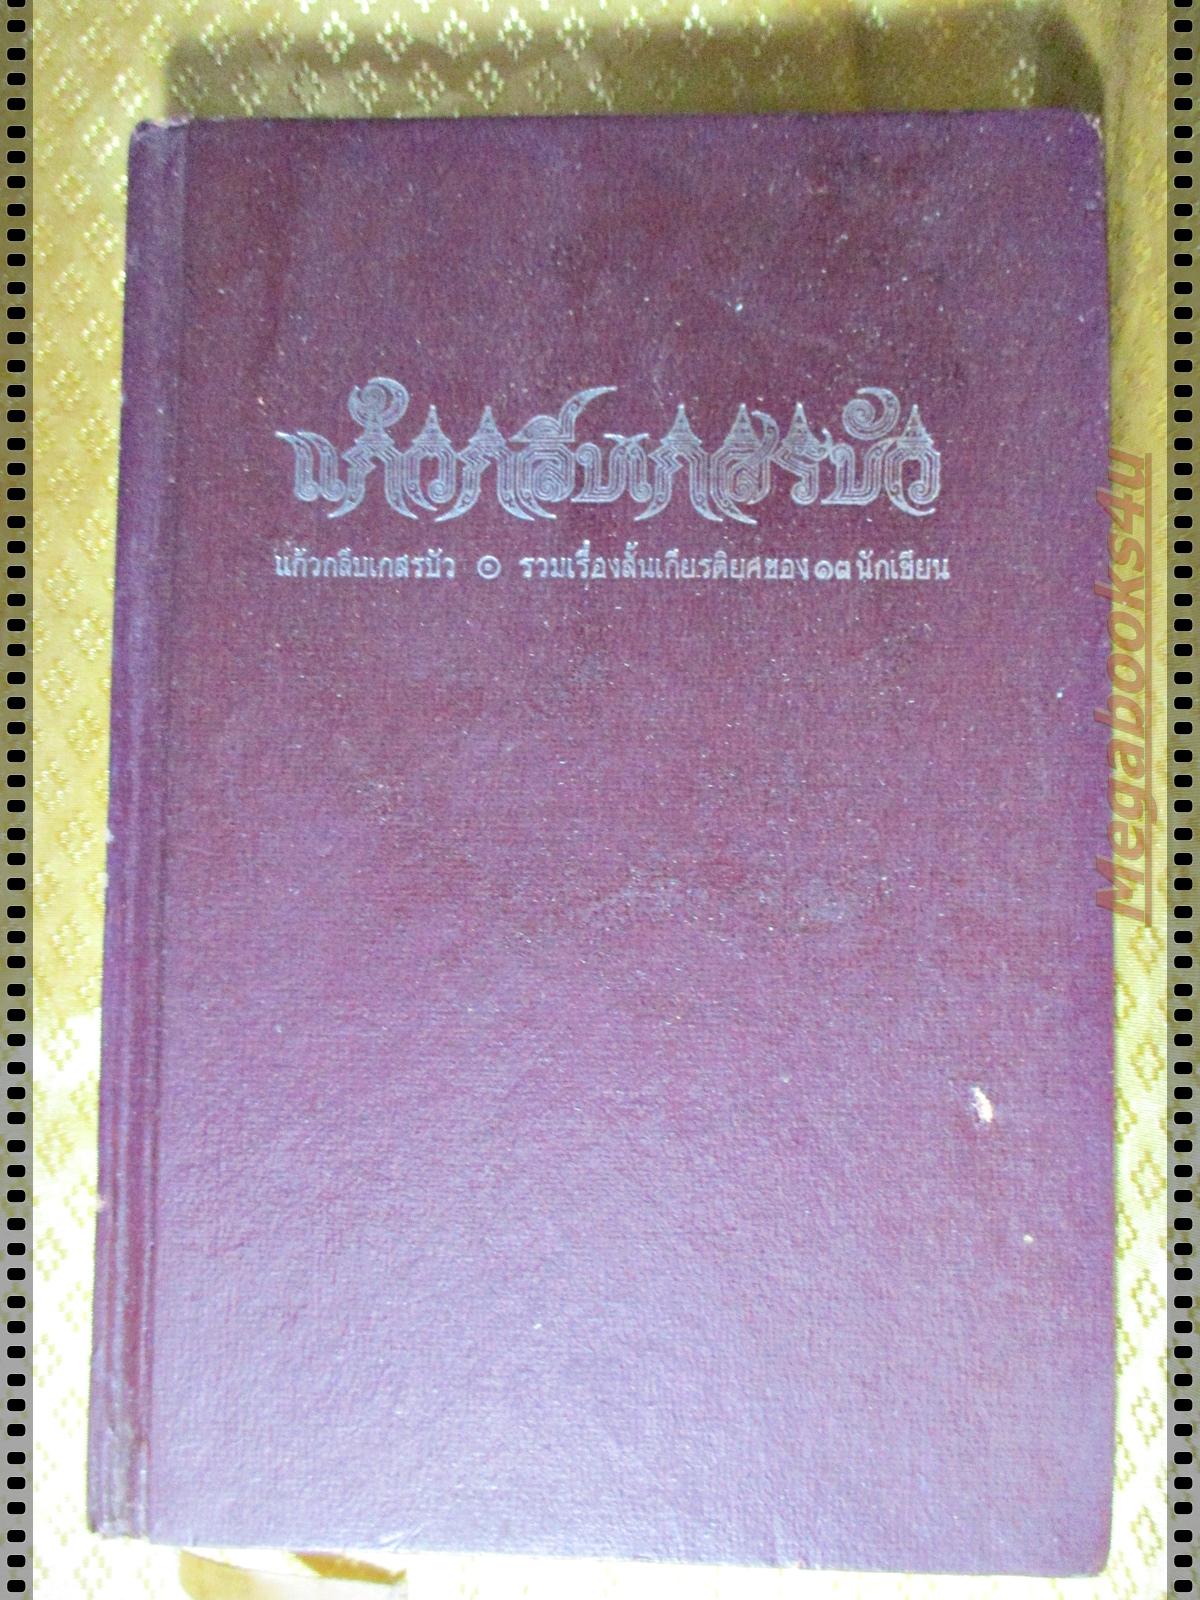 แก้วกลีบเกสรบัว
แก้วกลีบเกสรบัว ๏ รวมเรื่องสั้นเกียรติยศของ ๑๓ นักเขียน
Megabooks4u